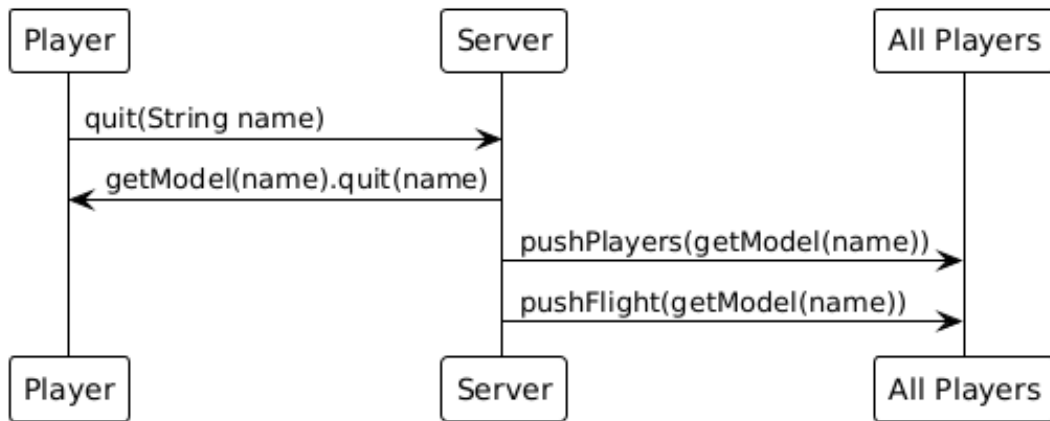 Player
Server
All Players
quit(String name)
getModel(name).quit(name)
pushPlayers(getModel(name))
pushFlight(getModel(name))
Player
Server
All Players